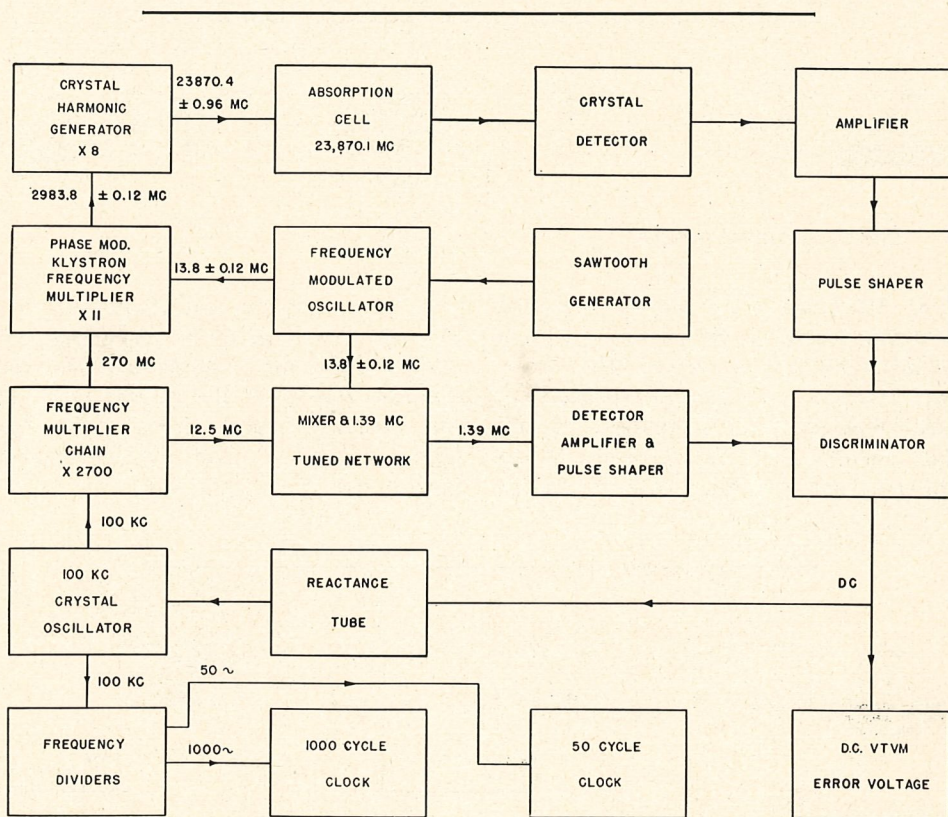 CRYSTAL
HARMONIC
GENERATOR
X 8
23870.4
± 0.96 MC
ABSORPTION
CELL
23,870.1 MC
CRYSTAL
DETECTOR
AMPLIFIER
2983.8 ± 0.12 MC
PHASE MOD.
KLYSTRON
FREQUENCY
MULTIPLIER
X 11
13.8 ± 0.12 MC
FREQUENCY
MODULATED
OSCILLATOR
SAWTOOTH
GENERATOR
PULSE SHAPER
270 MC
13.8 ± 0.12 MC
FREQUENCY
MULTIPLIER
CHAIN
X 2700
12.5 MC
MIXER & 1.39 MC
TUNED NETWORK
1.39 MC
DETECTOR
AMPLIFIER &
PULSE SHAPER
DISCRIMINATOR
100 KC
100 KC
CRYSTAL
OSCILLATOR
REACTANCE
TUBE
DC
100 KC
50 ~
FREQUENCY
DIVIDERS
1000~
1000 CYCLE
CLOCK
50 CYCLE
CLOCK
D.C. VTVM
ERROR VOLTAGE